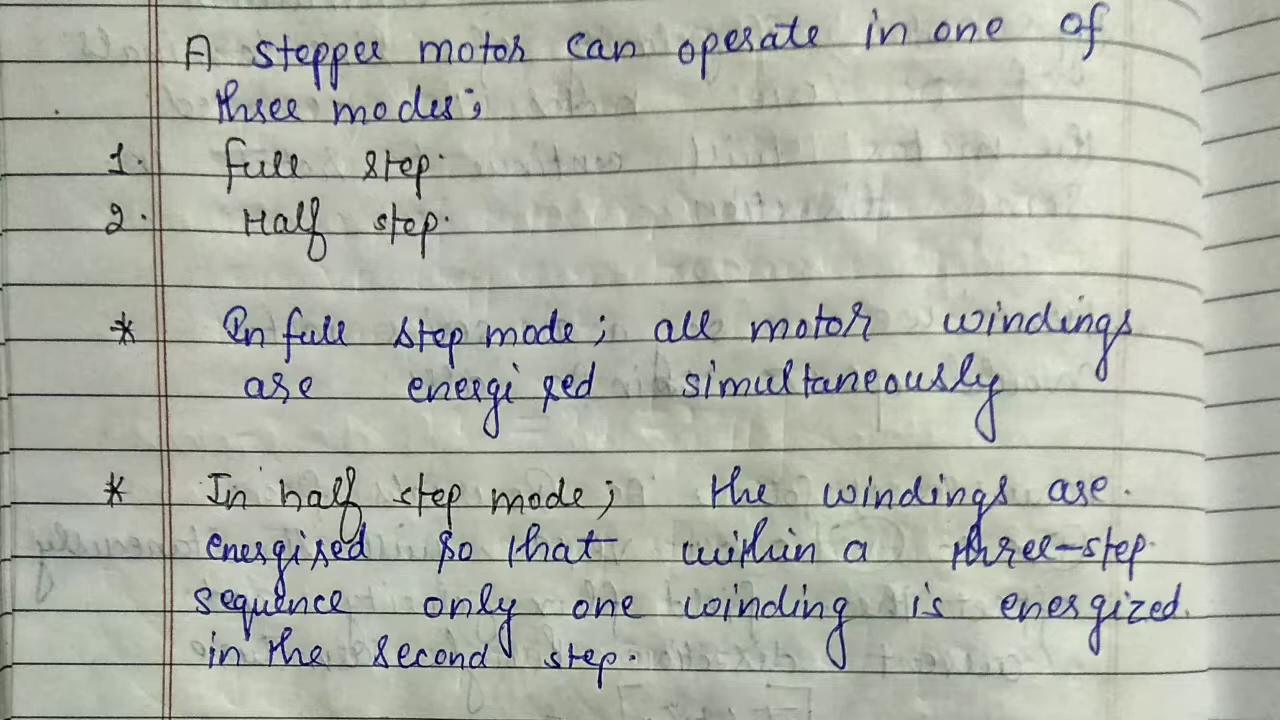 A stepper motor can operate in one of
three modes;
1. full step.
2. Half step.
* In full step mode; all motor windings
are energized simultaneously
* In half step mode; the windings are.
energized so that within a three-step
sequence only one winding is energized
in the second step.